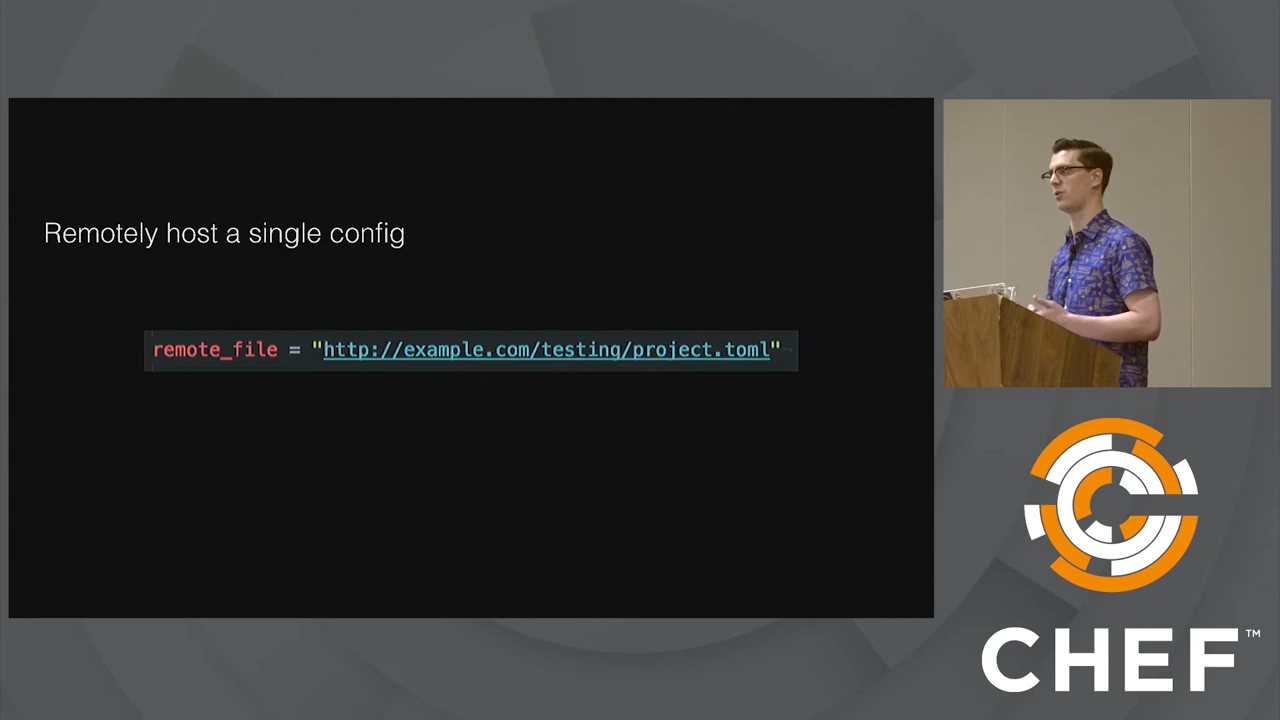 Remotely host a single config
remote_file = "http://example.com/testing/project.toml"
CHEF™